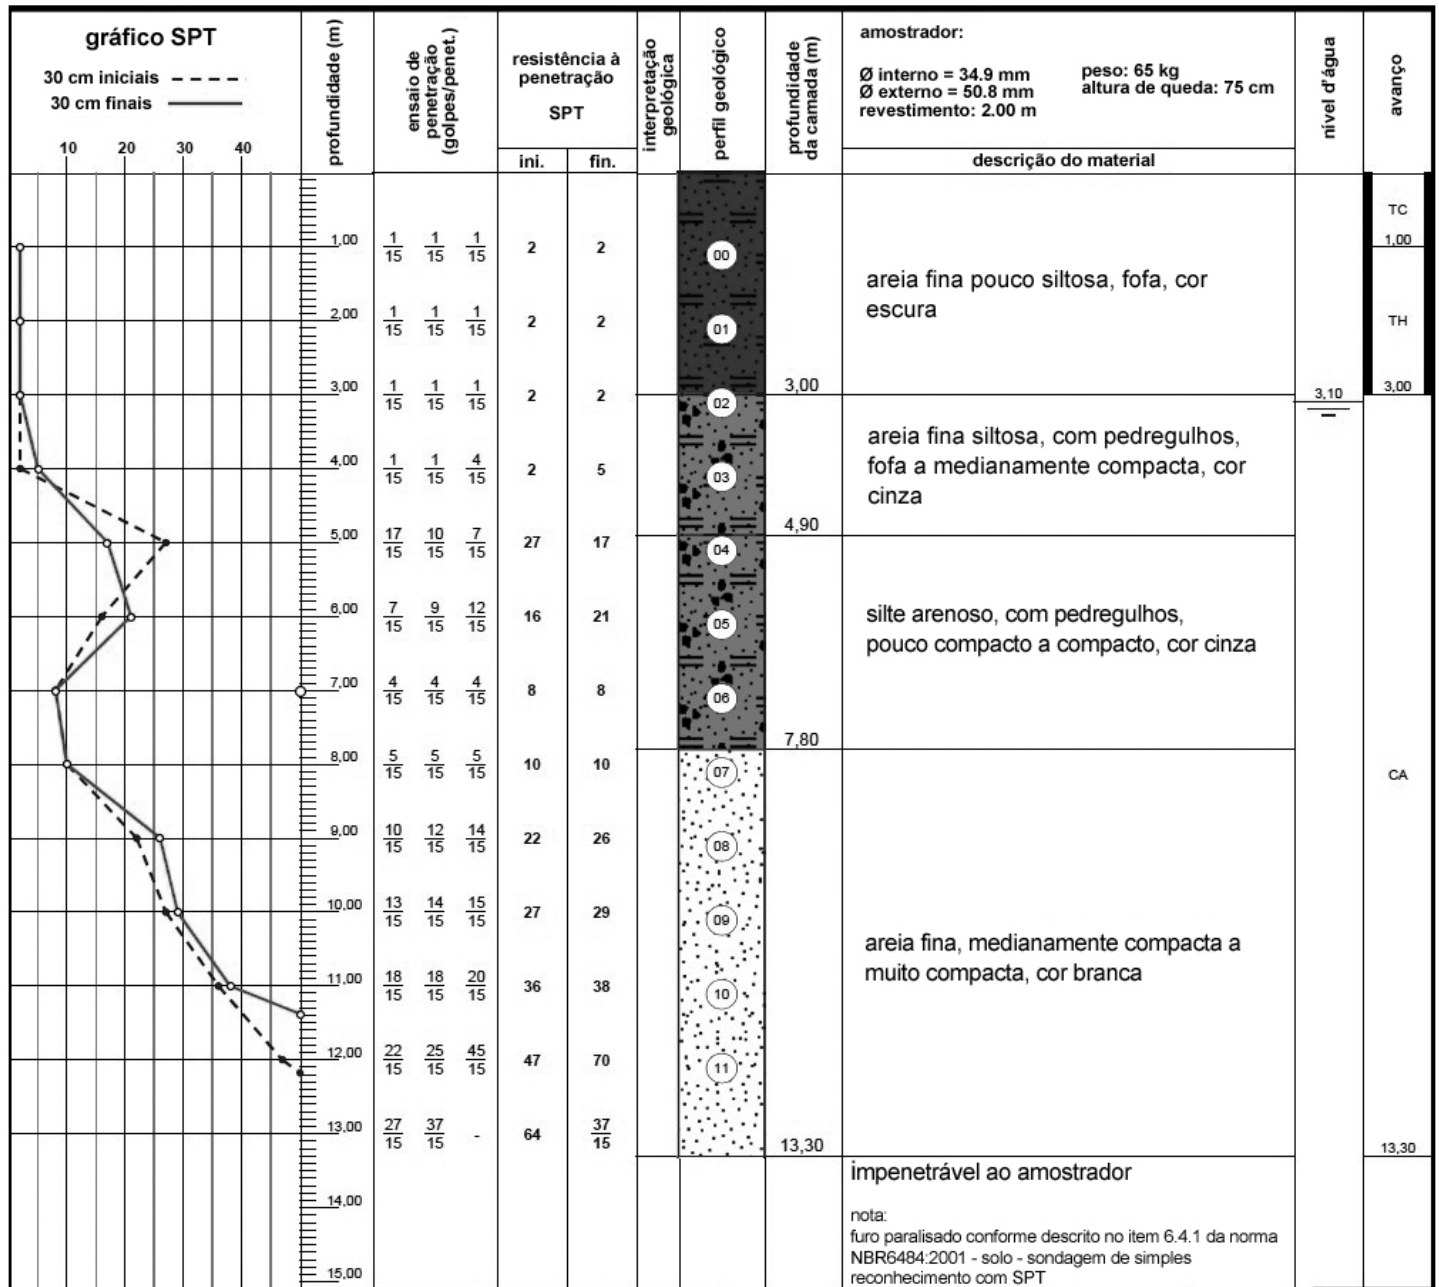 gráfico SPT
30 cm iniciais
30 cm finais
10 20 30 40
profundidade (m)
ensaio de
penetração
(golpes/penet.)
resistência à
penetração
SPT
ini. fin.
interpretação
geológica
perfil geológico
profundidade
da camada (m)
amostrador:
Ø interno = 34.9 mm
Ø externo = 50.8 mm
revestimento: 2.00 m
peso: 65 kg
altura de queda: 75 cm
descrição do material
nível d'água
avanço
1,00 1/15 1/15 1/15 2 2
2,00 1/15 1/15 1/15 2 2
3,00 1/15 1/15 1/15 2 2
4,00 1/15 1/15 4/15 2 5
5,00 17/15 10/15 7/15 27 17
6,00 7/15 9/15 12/15 16 21
7,00 4/15 4/15 4/15 8 8
8,00 5/15 5/15 5/15 10 10
9,00 10/15 12/15 14/15 22 26
10,00 13/15 14/15 15/15 27 29
11,00 18/15 18/15 20/15 36 38
12,00 22/15 25/15 45/15 47 70
13,00 27/15 37/15 - 64 37/15
14,00
15,00
00
01
02
03
04
05
06
07
08
09
10
11
3,00
4,90
7,80
13,30
areia fina pouco siltosa, fofa, cor
escura
areia fina siltosa, com pedregulhos,
fofa a medianamente compacta, cor
cinza
silte arenoso, com pedregulhos,
pouco compacto a compacto, cor cinza
areia fina, medianamente compacta a
muito compacta, cor branca
impenetrável ao amostrador
nota:
furo paralisado conforme descrito no item 6.4.1 da norma
NBR6484:2001 - solo - sondagem de simples
reconhecimento com SPT
3,10
TC
1,00
TH
3,00
CA
13,30